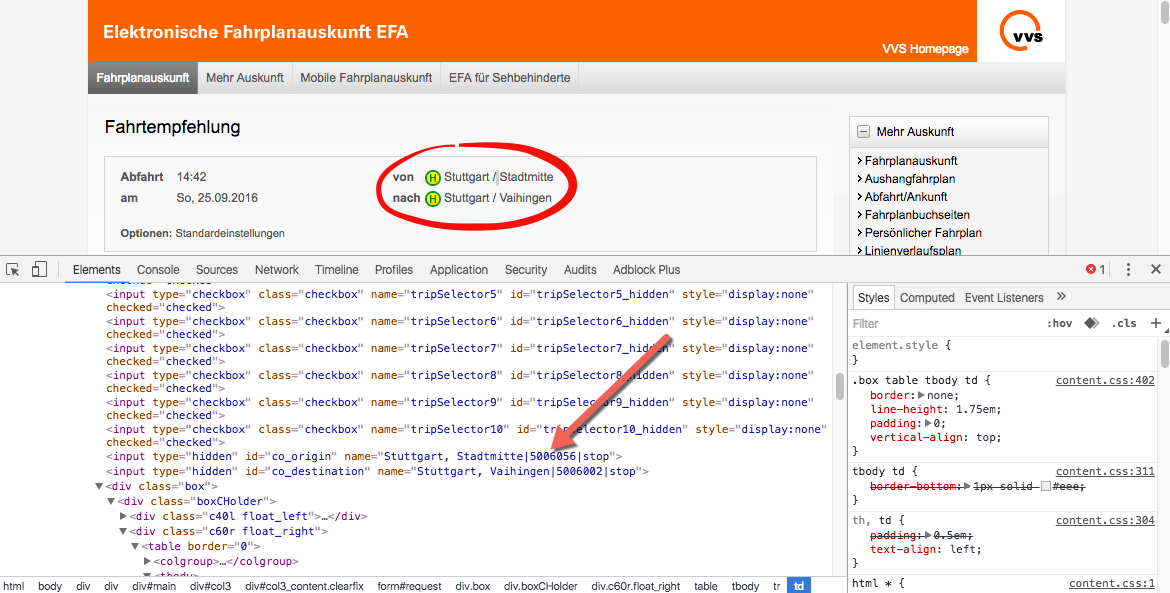 Elektronische Fahrplanauskunft EFA
VVS Homepage
vvs
Fahrplanauskunft Mehr Auskunft Mobile Fahrplanauskunft EFA für Sehbehinderte
Fahrtempfehlung
Abfahrt 14:42
am So, 25.09.2016
von H Stuttgart / Stadtmitte
nach H Stuttgart / Vaihingen
Optionen: Standardeinstellungen
Mehr Auskunft
Fahrplanauskunft
Aushangfahrplan
Abfahrt/Ankunft
Fahrplanbuchseiten
Persönlicher Fahrplan
Linienverlaufsplan
Elements Console Sources Network Timeline Profiles Application Security Audits Adblock Plus 1
checked="checked">
<input type="checkbox" class="checkbox" name="tripSelector5" id="tripSelector5_hidden" style="display:none"
checked="checked">
<input type="checkbox" class="checkbox" name="tripSelector6" id="tripSelector6_hidden" style="display:none"
checked="checked">
<input type="checkbox" class="checkbox" name="tripSelector7" id="tripSelector7_hidden" style="display:none"
checked="checked">
<input type="checkbox" class="checkbox" name="tripSelector8" id="tripSelector8_hidden" style="display:none"
checked="checked">
<input type="checkbox" class="checkbox" name="tripSelector9" id="tripSelector9_hidden" style="display:none"
checked="checked">
<input type="checkbox" class="checkbox" name="tripSelector10" id="tripSelector10_hidden" style="display:none"
checked="checked">
<input type="hidden" id="co_origin" name="Stuttgart, Stadtmitte|5006056|stop">
<input type="hidden" id="co_destination" name="Stuttgart, Vaihingen|5006002|stop">
<div class="box">
<div class="boxCHolder">
<div class="c40l float_left">…</div>
<div class="c60r float_right">
<table border="0">
<colgroup>…</colgroup>
<tbody>
html body div div div#main div#col3 div#col3_content.clearfix form#request div.box div.boxCHolder div.c60r.float_right table tbody tr td
Styles Computed Event Listeners »
Filter :hov .cls +
element.style {
}
.box table tbody td { content.css:402
border: none;
line-height: 1.75em;
padding: 0;
vertical-align: top;
}
tbody td { content.css:311
border-bottom: 1px solid #eee;
}
th, td { content.css:304
padding: 0.5em;
text-align: left;
}
html * { content.css:1